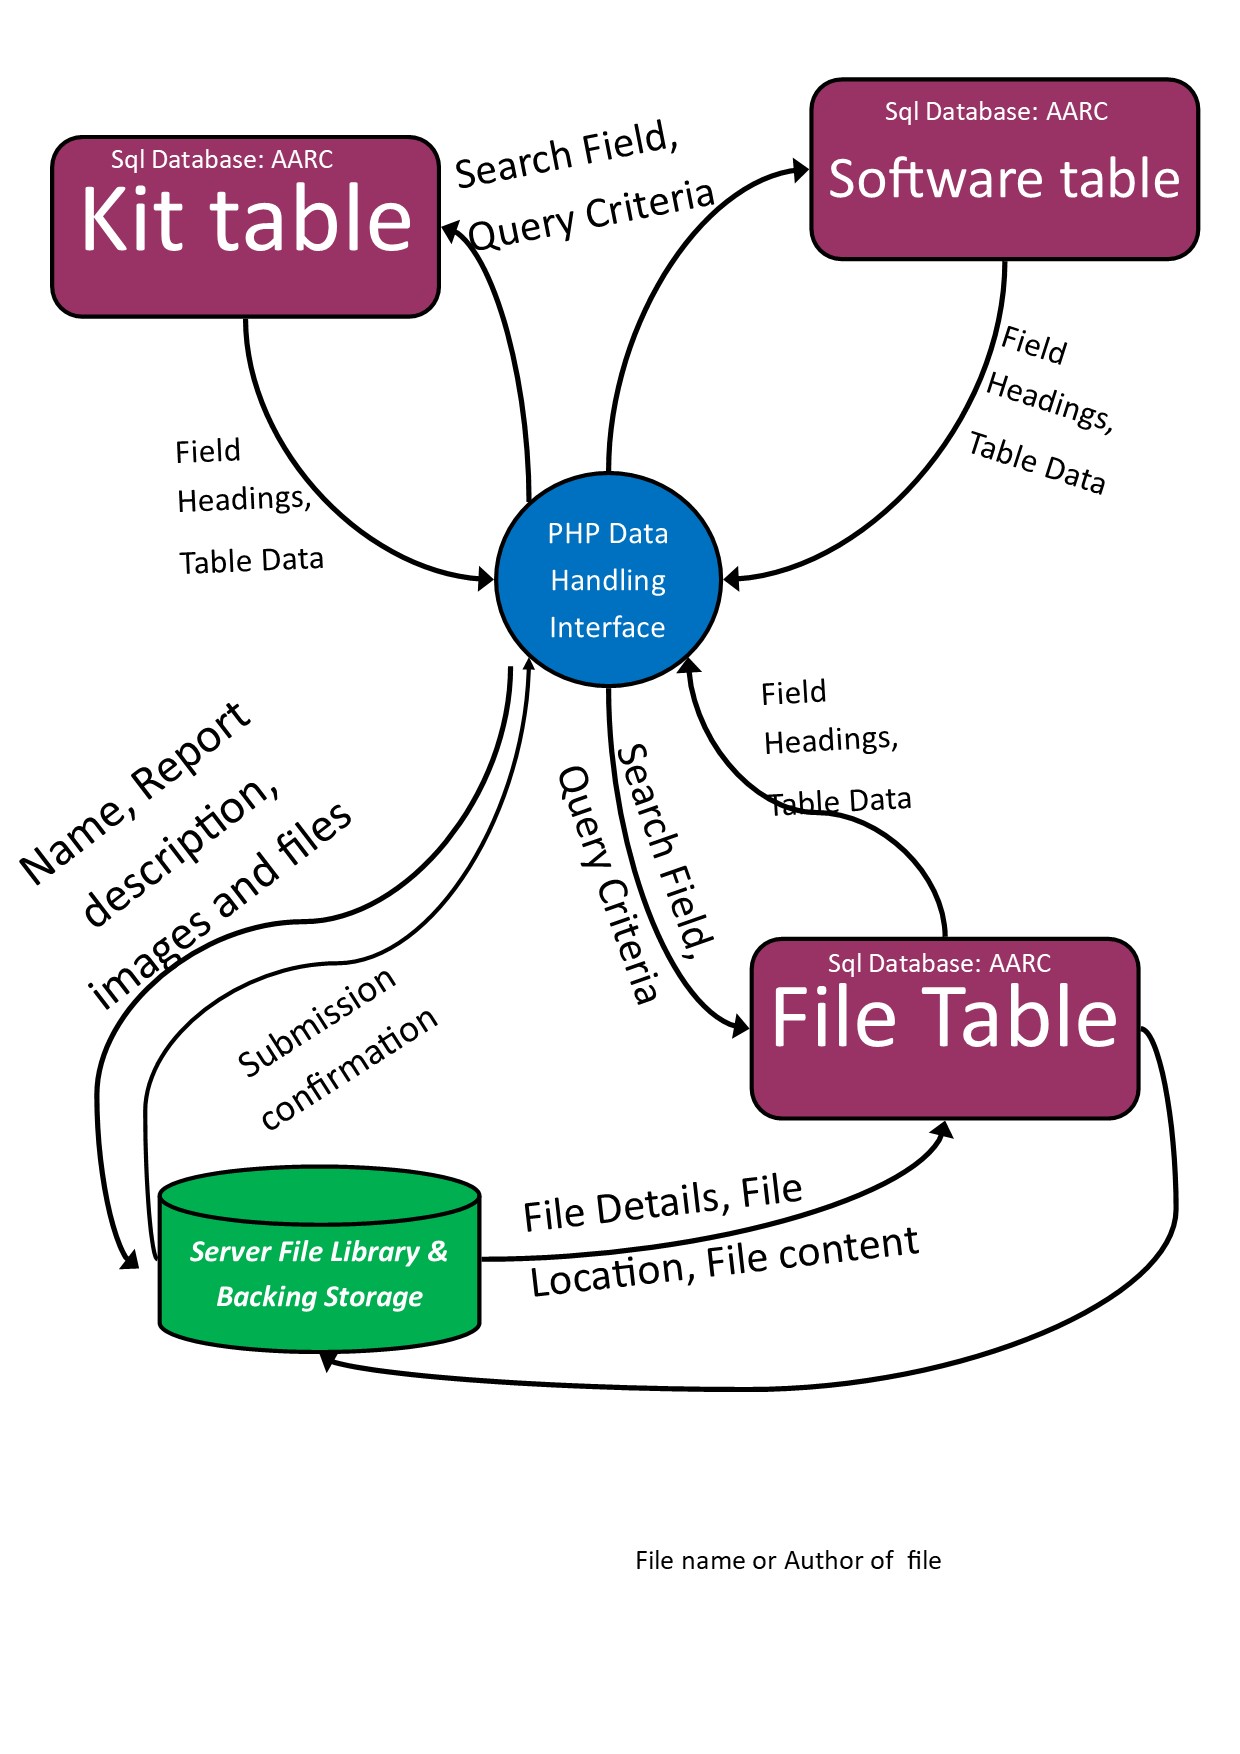 Sql Database: AARC
Software table
Sql Database: AARC
Kit table
Search Field,
Query Criteria
Field
Headings,
Table Data
Field
Headings,
Table Data
PHP Data
Handling
Interface
Name, Report
description,
images and files
Field
Headings,
Table Data
Search Field,
Query Criteria
Submission
confirmation
Sql Database: AARC
File Table
File Details, File
Location, File content
Server File Library &
Backing Storage
File name or Author of  file